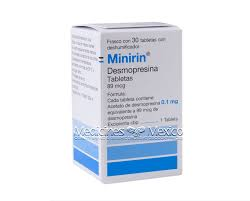 Frasco con 30 tabletas con
deshumificador
Minirin®
Desmopresina
Tabletas
89 mcg
Fórmula:
Cada tableta contiene:
Acetato de desmopresina 0.1 mg
equivalente a 89 mcg
de desmopresina
Excipiente cbp 1 Tableta
Medicines Mexico